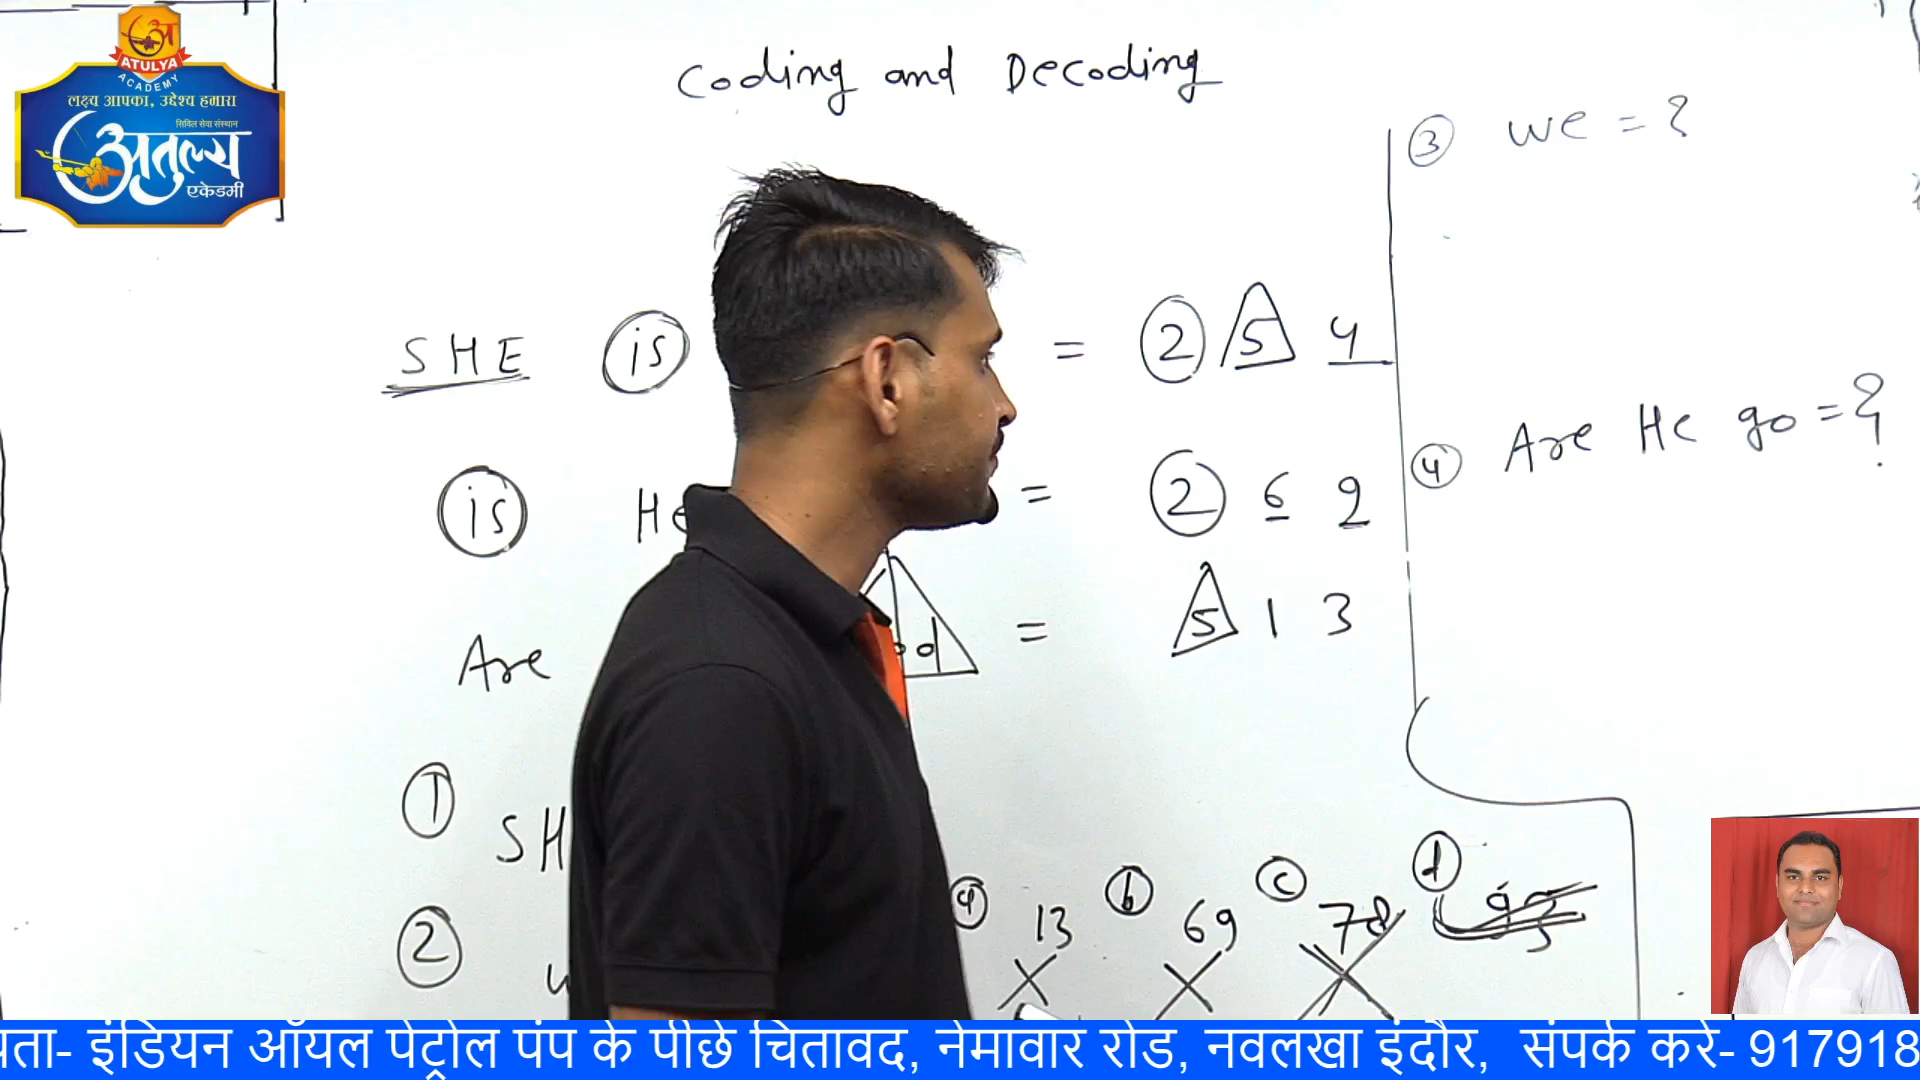 अ
ATULYA
ACADEMY
लक्ष्य आपका, उद्देश्य हमारा
सिविल सेवा संस्थान
अतुल्य
एकेडमी
Coding and Decoding
SHE is = 2 5 4
is He = 2 6 9
Are od = 5 1 3
1 SH
2
a 13 b 69 c 78 d
3 we = ?
4 Are He go = ?
इंडियन ऑयल पेट्रोल पंप के पीछे चितावद, नेमावार रोड, नवलखा इंदौर, संपर्क करे- 917918